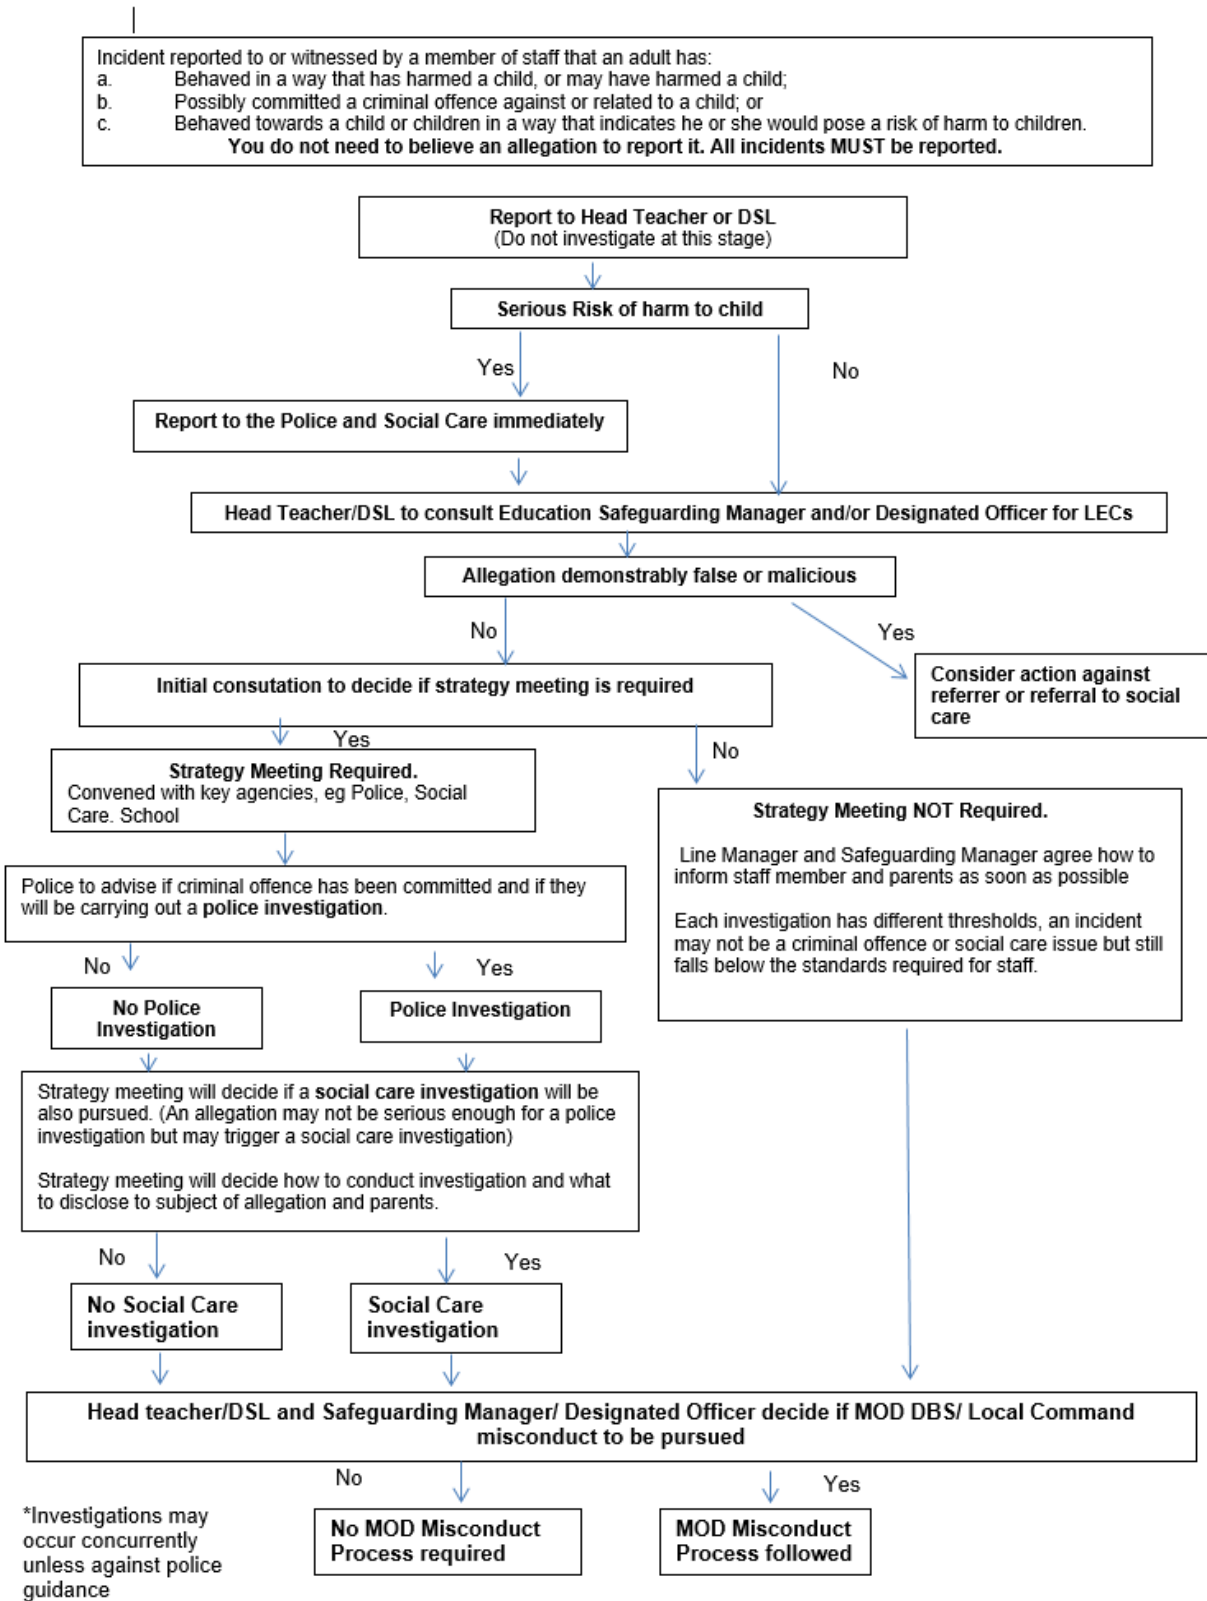 Incident reported to or witnessed by a member of staff that an adult has:
a. Behaved in a way that has harmed a child, or may have harmed a child;
b. Possibly committed a criminal offence against or related to a child; or
c. Behaved towards a child or children in a way that indicates he or she would pose a risk of harm to children.
You do not need to believe an allegation to report it. All incidents MUST be reported.
Report to Head Teacher or DSL
(Do not investigate at this stage)
Serious Risk of harm to child
Yes
No
Report to the Police and Social Care immediately
Head Teacher/DSL to consult Education Safeguarding Manager and/or Designated Officer for LECs
Allegation demonstrably false or malicious
No
Yes
Consider action against
referrer or referral to social
care
Initial consutation to decide if strategy meeting is required
Yes
No
Strategy Meeting Required.
Convened with key agencies, eg Police, Social
Care. School
Strategy Meeting NOT Required.
Line Manager and Safeguarding Manager agree how to
inform staff member and parents as soon as possible
Each investigation has different thresholds, an incident
may not be a criminal offence or social care issue but still
falls below the standards required for staff.
Police to advise if criminal offence has been committed and if they
will be carrying out a police investigation.
No
Yes
No Police
Investigation
Police Investigation
Strategy meeting will decide if a social care investigation will be
also pursued. (An allegation may not be serious enough for a police
investigation but may trigger a social care investigation)
Strategy meeting will decide how to conduct investigation and what
to disclose to subject of allegation and parents.
No
Yes
No Social Care
investigation
Social Care
investigation
Head teacher/DSL and Safeguarding Manager/ Designated Officer decide if MOD DBS/ Local Command
misconduct to be pursued
No
Yes
*Investigations may
occur concurrently
unless against police
guidance
No MOD Misconduct
Process required
MOD Misconduct
Process followed